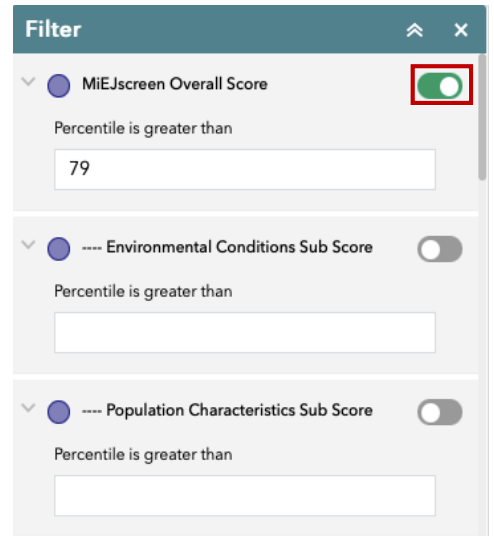 Filter
MiEJscreen Overall Score
Percentile is greater than
79
---- Environmental Conditions Sub Score
Percentile is greater than
---- Population Characteristics Sub Score
Percentile is greater than